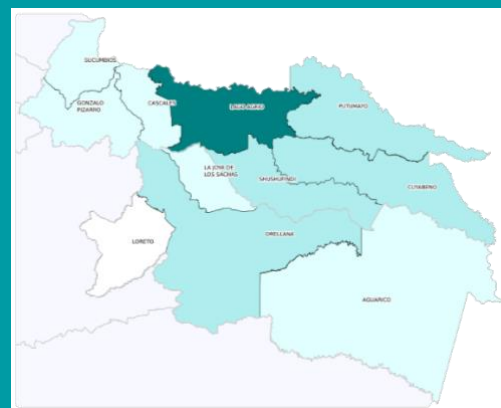 SUCUMBIOS
GONZALO
PIZARRO
CASCALES
LAGO AGRIO
PUTUMAYO
LA JOYA DE
LOS SACHAS
SHUSHUFINDI
CUYABENO
LORETO
ORELLANA
AGUARICO